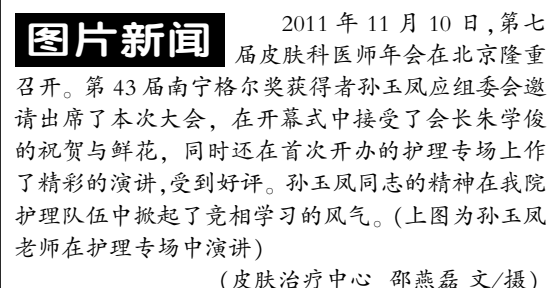 图片新闻
2011年11月10日,第七
届皮肤科医师年会在北京隆重
召开。第43届南宁格尔奖获得者孙玉凤应组委会邀
请出席了本次大会，在开幕式中接受了会长朱学俊
的祝贺与鲜花，同时还在首次开办的护理专场上作
了精彩的演讲,受到好评。孙玉凤同志的精神在我院
护理队伍中掀起了竞相学习的风气。(上图为孙玉凤
老师在护理专场中演讲)
(皮肤治疗中心 邵燕磊 文/摄)